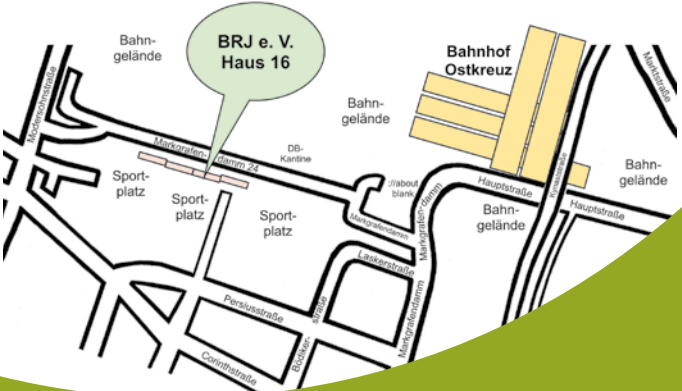 Bahn-
gelände
BRJ e. V.
Haus 16
Bahnhof
Ostkreuz
Marktstraße
Modersohnstraße
Bahn-
gelände
Markgrafen-damm 24
DB-
Kantine
Kynaststraße
Bahn-
gelände
Sport-
platz
Sport-
platz
Sport-
platz
://about
blank
Markgrafen-damm
Hauptstraße
Bahn-
gelände
Hauptstraße
Markgrafendamm
Laskerstraße
Persiusstraße
Bödiker-
straße
Markgrafendamm
Corinthstraße